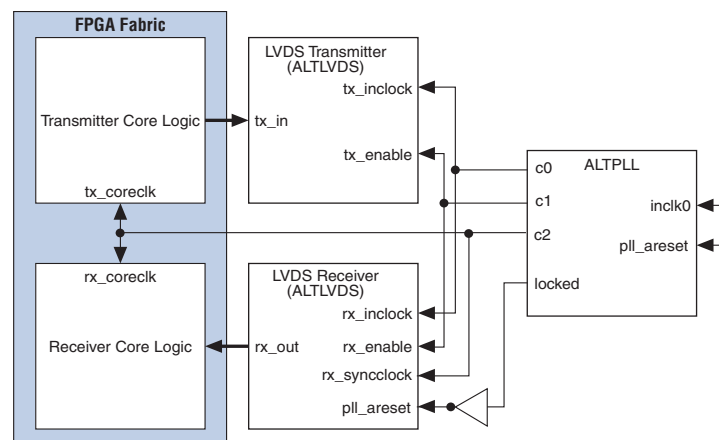 FPGA Fabric
Transmitter Core Logic
tx_coreclk
rx_coreclk
Receiver Core Logic
LVDS Transmitter
(ALTLVDS)
tx_inclock
tx_in
tx_enable
LVDS Receiver
(ALTLVDS)
rx_inclock
rx_out
rx_enable
rx_syncclock
pll_areset
ALTPLL
c0
c1
c2
locked
inclk0
pll_areset